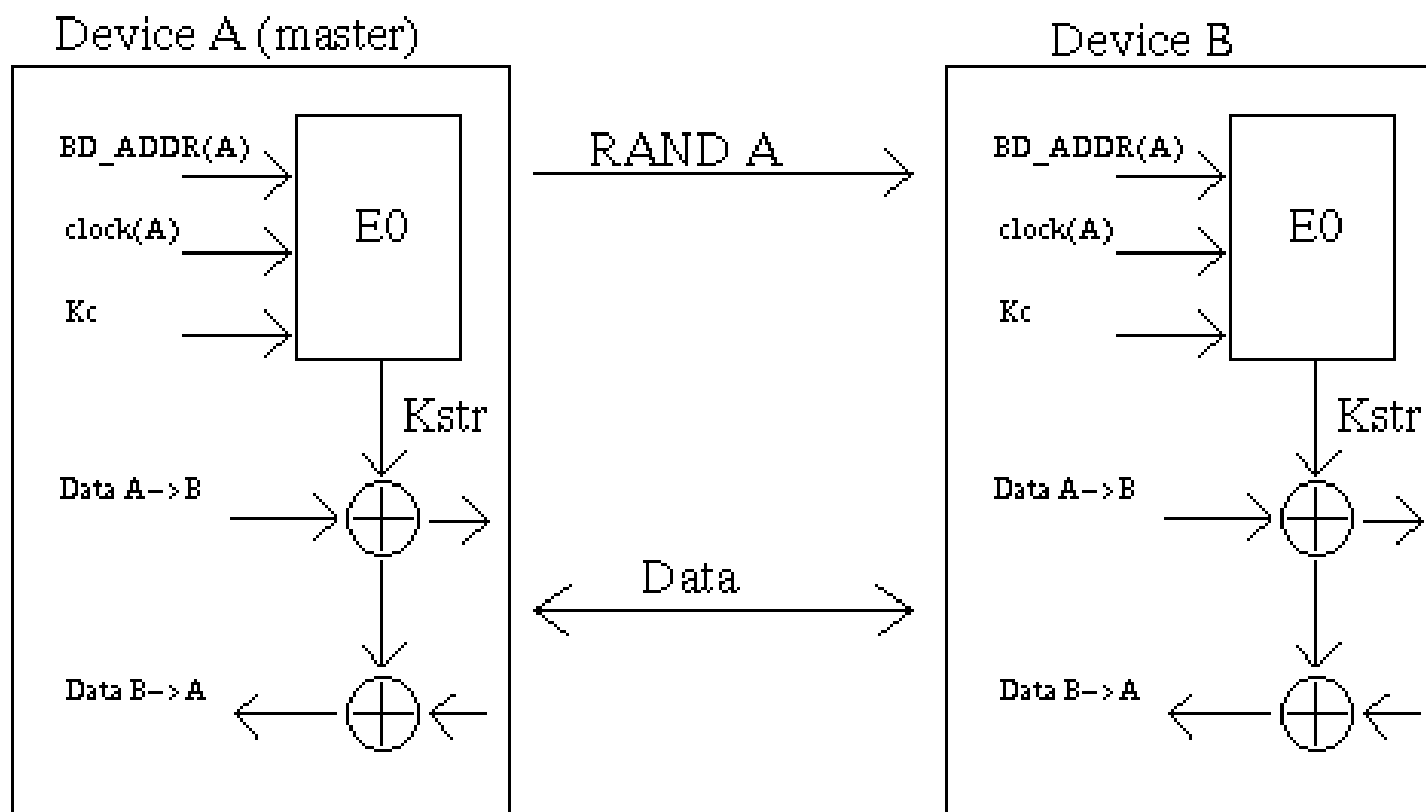 Device A (master)
BD_ADDR(A)
clock(A)
Kc
E0
Kstr
Data A->B
Data B->A
RAND A
Data
Device B
BD_ADDR(A)
clock(A)
Kc
E0
Kstr
Data A->B
Data B->A